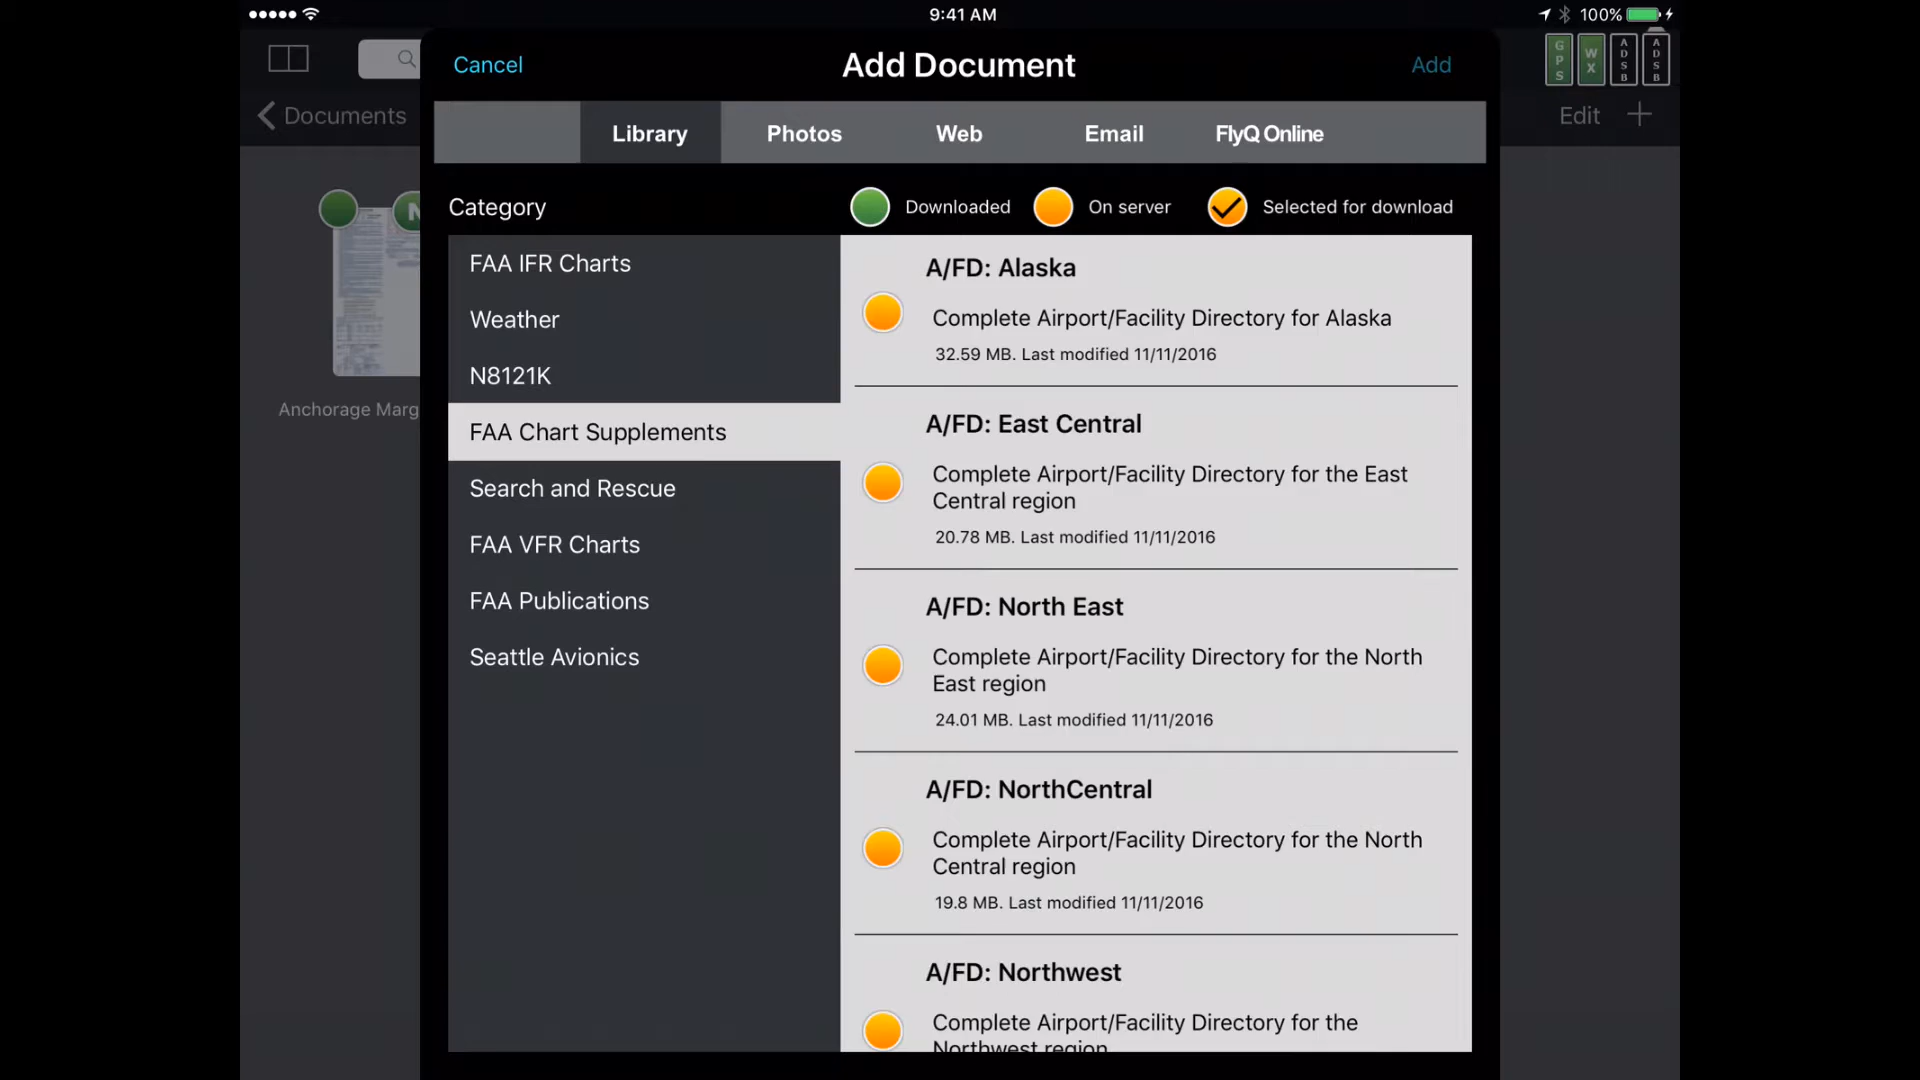 9:41 AM
100%
Cancel
Add Document
Add
GPS
WX
ADSB
ADSB
Documents
Edit
Library
Photos
Web
Email
FlyQ Online
Category
Downloaded
On server
Selected for download
N
Anchorage Marg
FAA IFR Charts
Weather
N8121K
FAA Chart Supplements
Search and Rescue
FAA VFR Charts
FAA Publications
Seattle Avionics
A/FD: Alaska
Complete Airport/Facility Directory for Alaska
32.59 MB. Last modified 11/11/2016
A/FD: East Central
Complete Airport/Facility Directory for the East
Central region
20.78 MB. Last modified 11/11/2016
A/FD: North East
Complete Airport/Facility Directory for the North
East region
24.01 MB. Last modified 11/11/2016
A/FD: NorthCentral
Complete Airport/Facility Directory for the North
Central region
19.8 MB. Last modified 11/11/2016
A/FD: Northwest
Complete Airport/Facility Directory for the
Northwest region